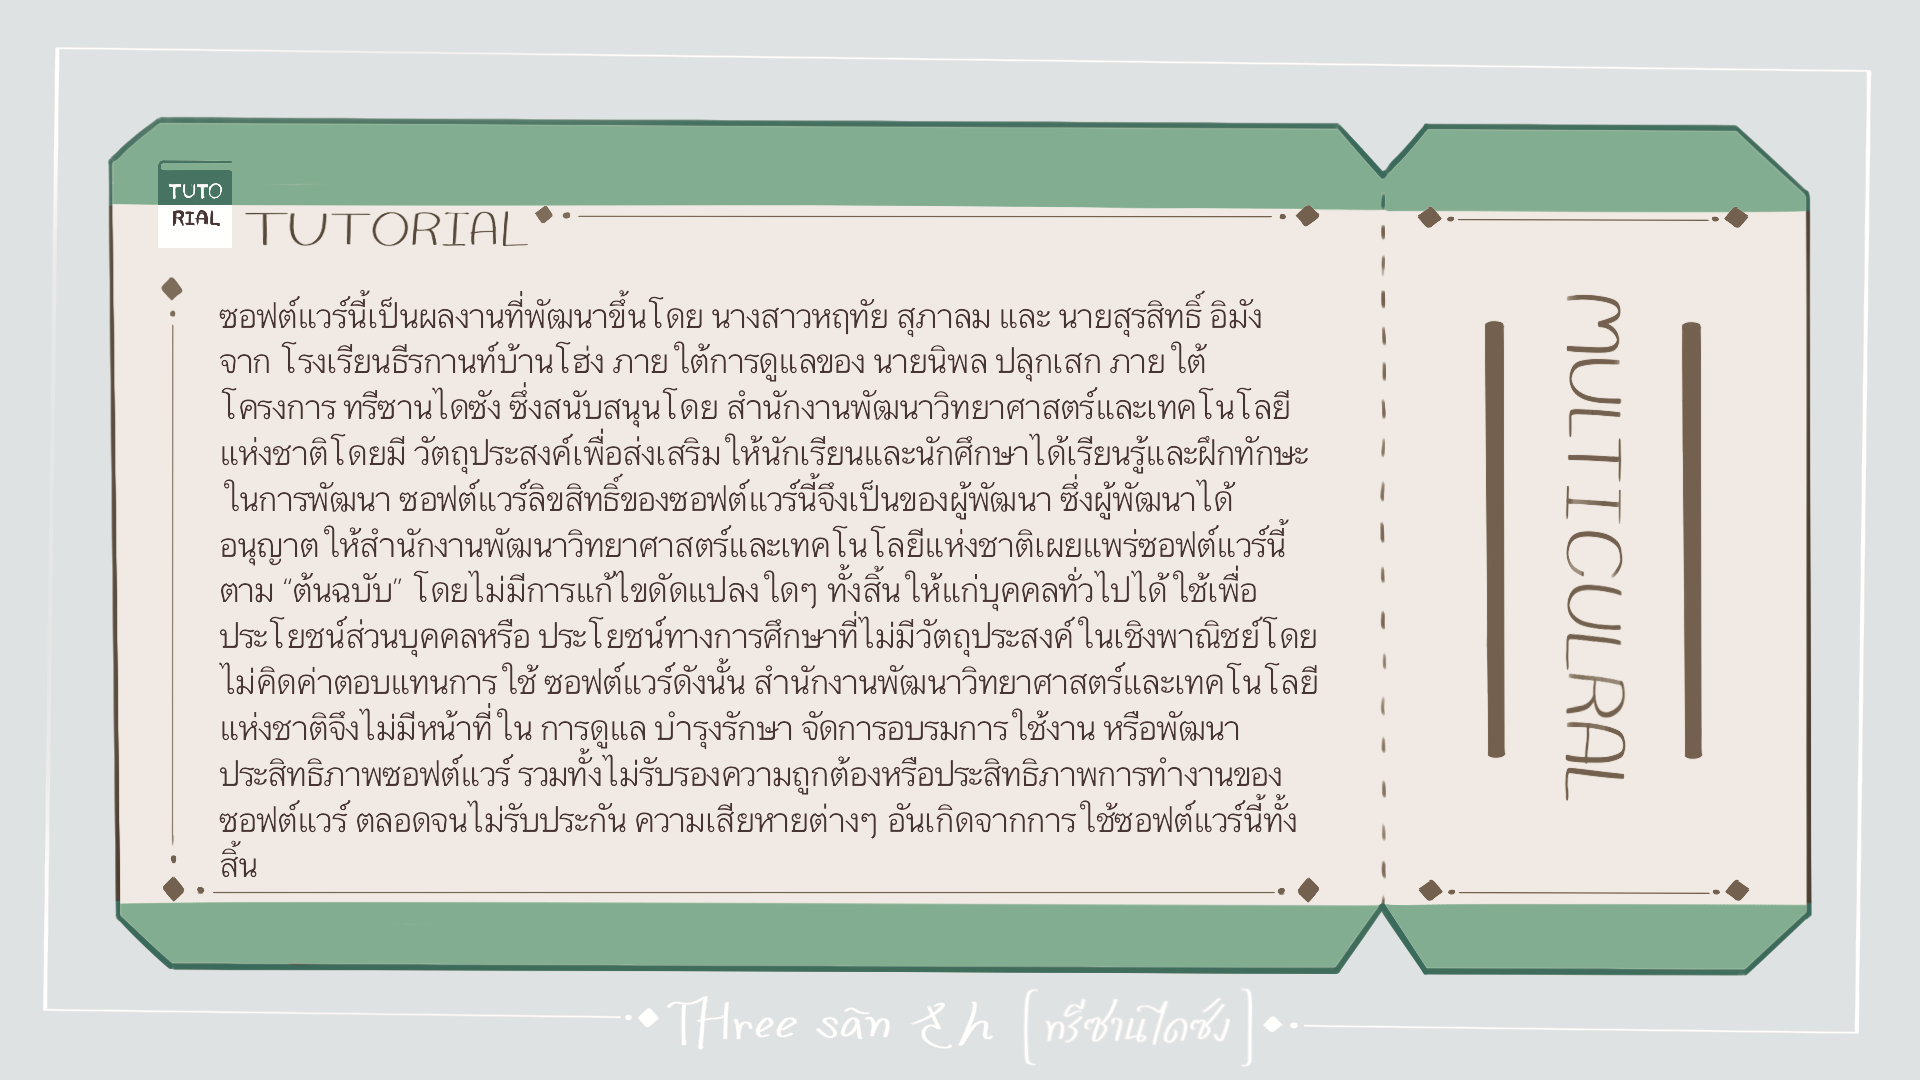 TUTO
RIAL
TUTORIAL
ซอฟต์แวร์นี้เป็นผลงานที่พัฒนาขึ้นโดย นางสาวหฤทัย สุภาลม และ นายสุรสิทธิ์ อิมัง
จาก โรงเรียนธีรกานท์บ้านโฮ่ง ภาย ใต้การดูแลของ นายนิพล ปลุกเสก ภาย ใต้
โครงการ ทรีซานไดซัง ซึ่งสนับสนุนโดย สำนักงานพัฒนาวิทยาศาสตร์และเทคโนโลยี
แห่งชาติโดยมี วัตถุประสงค์เพื่อส่งเสริม ให้นักเรียนและนักศึกษาได้เรียนรู้และฝึกทักษะ
ในการพัฒนา ซอฟต์แวร์ลิขสิทธิ์ของซอฟต์แวร์นี้จึงเป็นของผู้พัฒนา ซึ่งผู้พัฒนาได้
อนุญาต ให้สำนักงานพัฒนาวิทยาศาสตร์และเทคโนโลยีแห่งชาติเผยแพร่ซอฟต์แวร์นี้
ตาม “ต้นฉบับ” โดยไม่มีการแก้ไขดัดแปลง ใดๆ ทั้งสิ้น ให้แก่บุคคลทั่วไปได้ ใช้เพื่อ
ประโยชน์ส่วนบุคคลหรือ ประโยชน์ทางการศึกษาที่ไม่มีวัตถุประสงค์ ในเชิงพาณิชย์โดย
ไม่คิดค่าตอบแทนการ ใช้ ซอฟต์แวร์ดังนั้น สำนักงานพัฒนาวิทยาศาสตร์และเทคโนโลยี
แห่งชาติจึงไม่มีหน้าที่ ใน การดูแล บำรุงรักษา จัดการอบรมการ ใช้งาน หรือพัฒนา
ประสิทธิภาพซอฟต์แวร์ รวมทั้งไม่รับรองความถูกต้องหรือประสิทธิภาพการทำงานของ
ซอฟต์แวร์ ตลอดจนไม่รับประกัน ความเสียหายต่างๆ อันเกิดจากการ ใช้ซอฟต์แวร์นี้ทั้ง
สิ้น
MULTICULRAL
THree sān
[ทรีซานไดซัง]